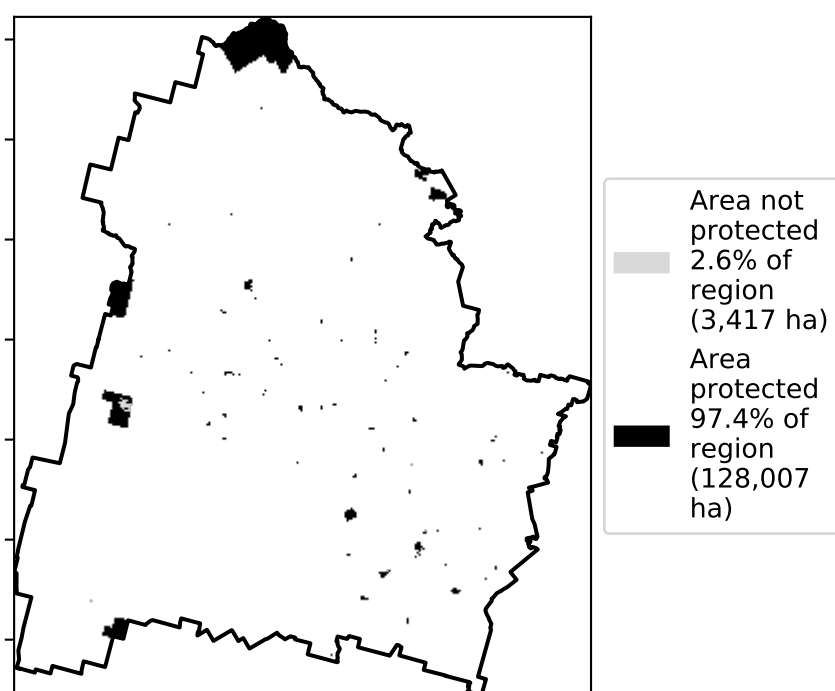 Area not
protected
2.6% of
region
(3,417 ha)
Area
protected
97.4% of
region
(128,007
ha)